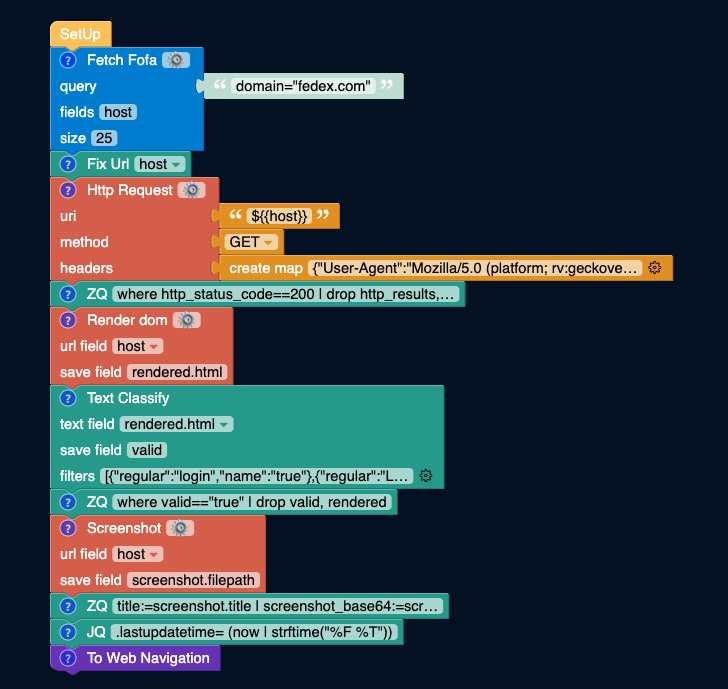 SetUp
? Fetch Fofa
query “ domain="fedex.com" ”
fields host
size 25
? Fix Url host
? Http Request
uri “ ${{host}} ”
method GET
headers create map {"User-Agent":"Mozilla/5.0 (platform; rv:geckove…
? ZQ where http_status_code==200 | drop http_results,…
? Render dom
url field host
save field rendered.html
? Text Classify
text field rendered.html
save field valid
filters [{"regular":"login","name":"true"},{"regular":"L…
? ZQ where valid=="true" | drop valid, rendered
? Screenshot
url field host
save field screenshot.filepath
? ZQ title:=screenshot.title | screenshot_base64:=scr…
? JQ .lastupdatetime= (now | strftime("%F %T"))
? To Web Navigation